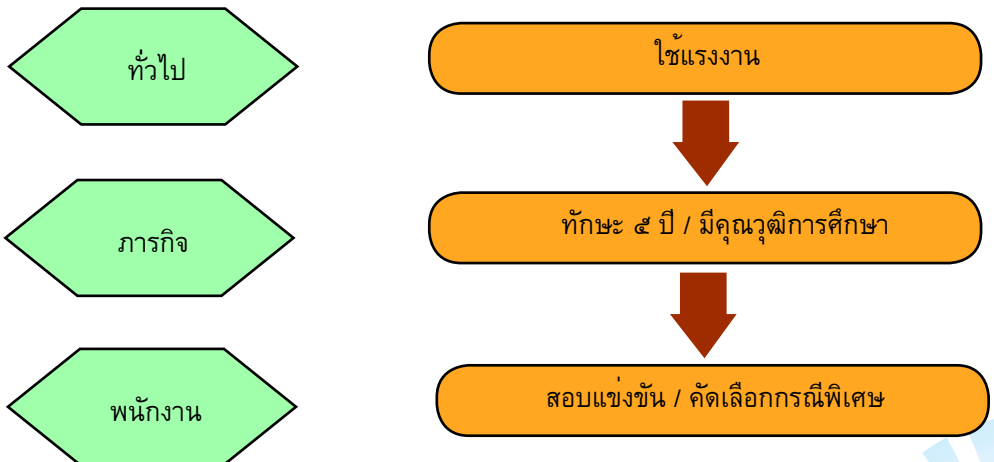 ทั่วไป
ใช้แรงงาน
ภารกิจ
ทักษะ ๕ ปี / มีคุณวุฒิการศึกษา
พนักงาน
สอบแข่งขัน / คัดเลือกกรณีพิเศษ